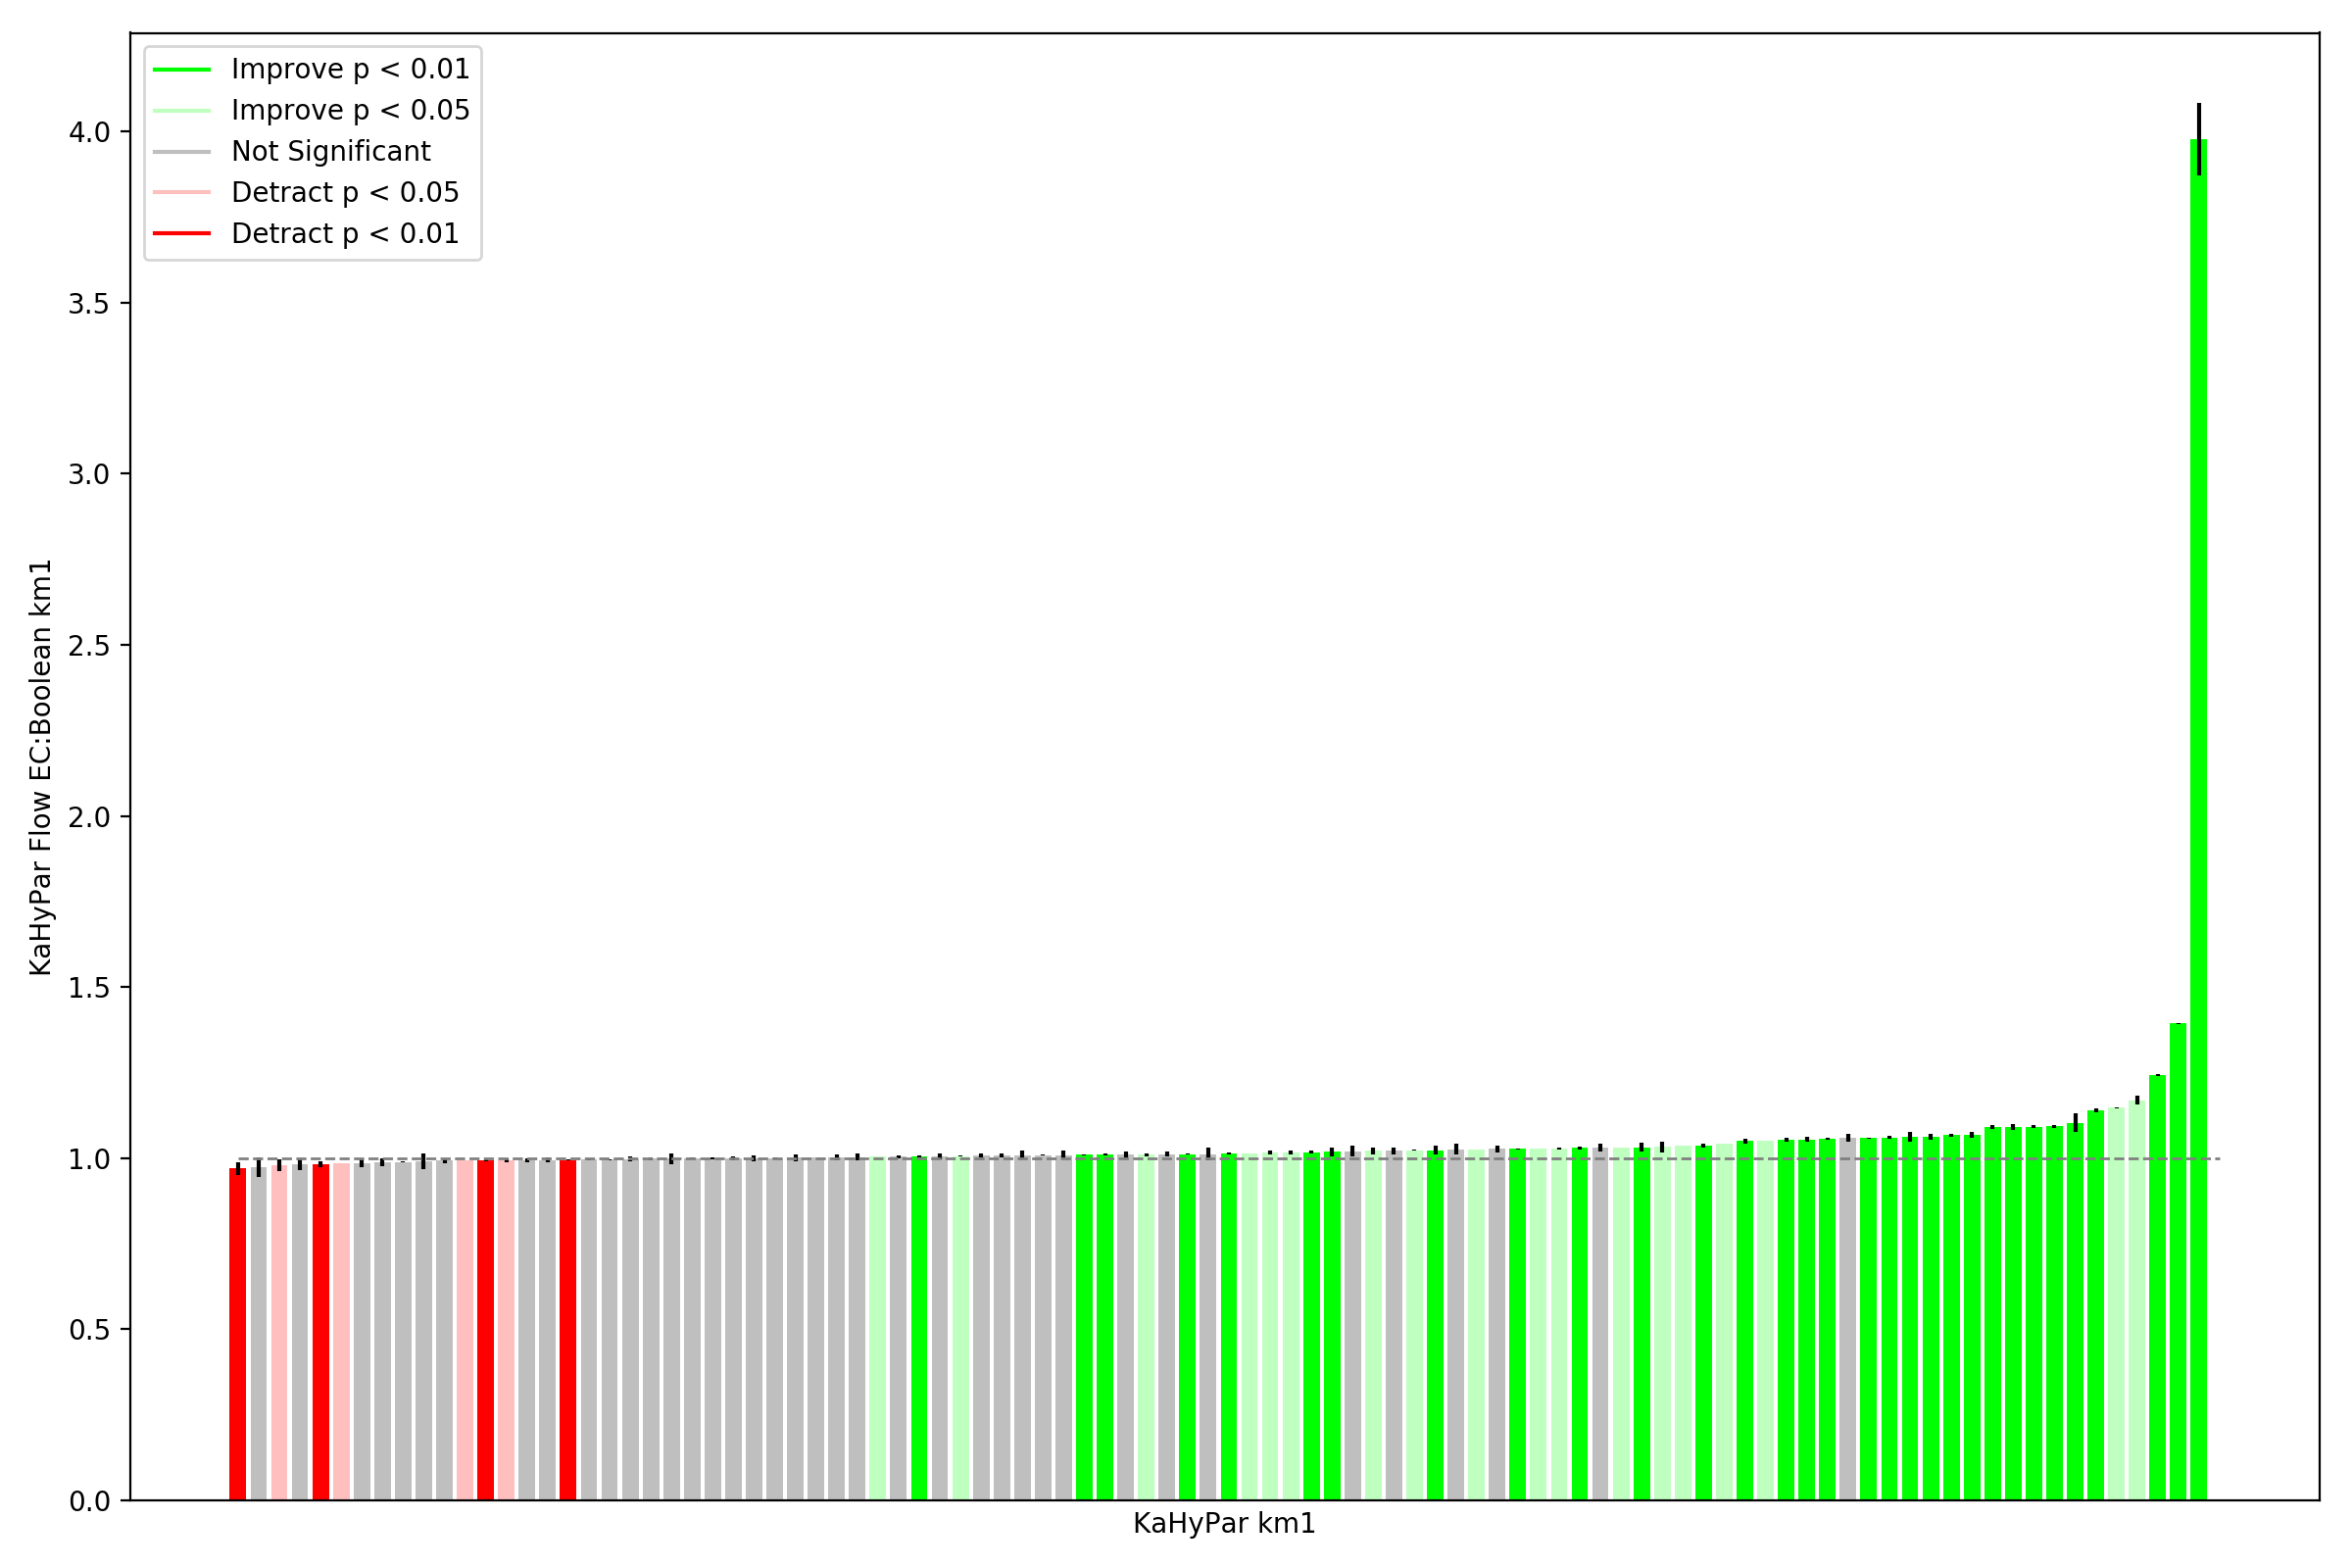 Improve p < 0.01
Improve p < 0.05
Not Significant
Detract p < 0.05
Detract p < 0.01
4.0
3.5
3.0
2.5
2.0
1.5
1.0
0.5
0.0
KaHyPar Flow EC:Boolean km1
KaHyPar km1